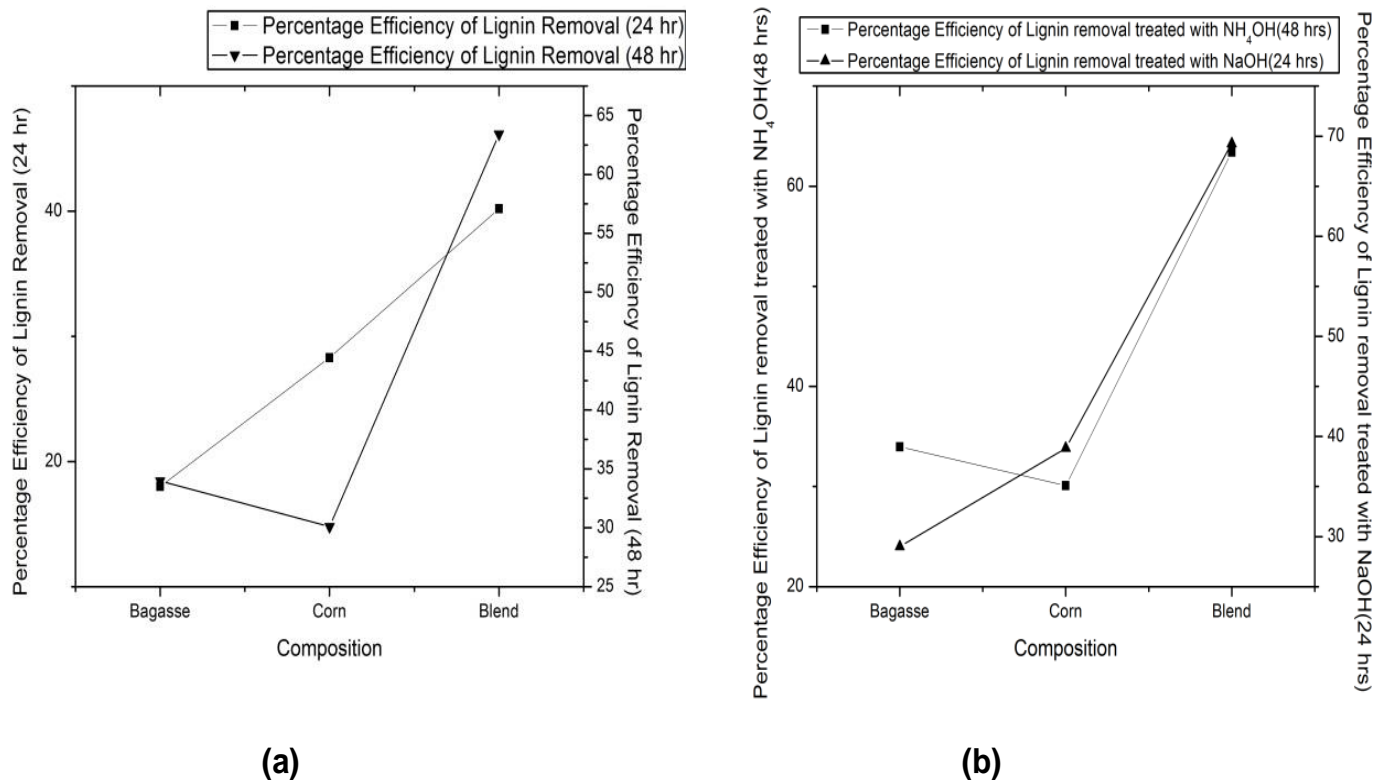 Percentage Efficiency of Lignin Removal (24 hr)
Percentage Efficiency of Lignin Removal (48 hr)
Percentage Efficiency of Lignin Removal (24 hr)
40
20
65
60
55
50
45
40
35
30
25
Percentage Efficiency of Lignin Removal (48 hr)
Bagasse Corn Blend
Composition
(a)
Percentage Efficiency of Lignin removal treated with NH₄OH(48 hrs)
Percentage Efficiency of Lignin removal treated with NaOH(24 hrs)
Percentage Efficiency of Lignin removal treated with NH₄OH(48 hrs)
60
40
20
70
60
50
40
30
Percentage Efficiency of Lignin removal treated with NaOH(24 hrs)
Bagasse Corn Blend
Composition
(b)